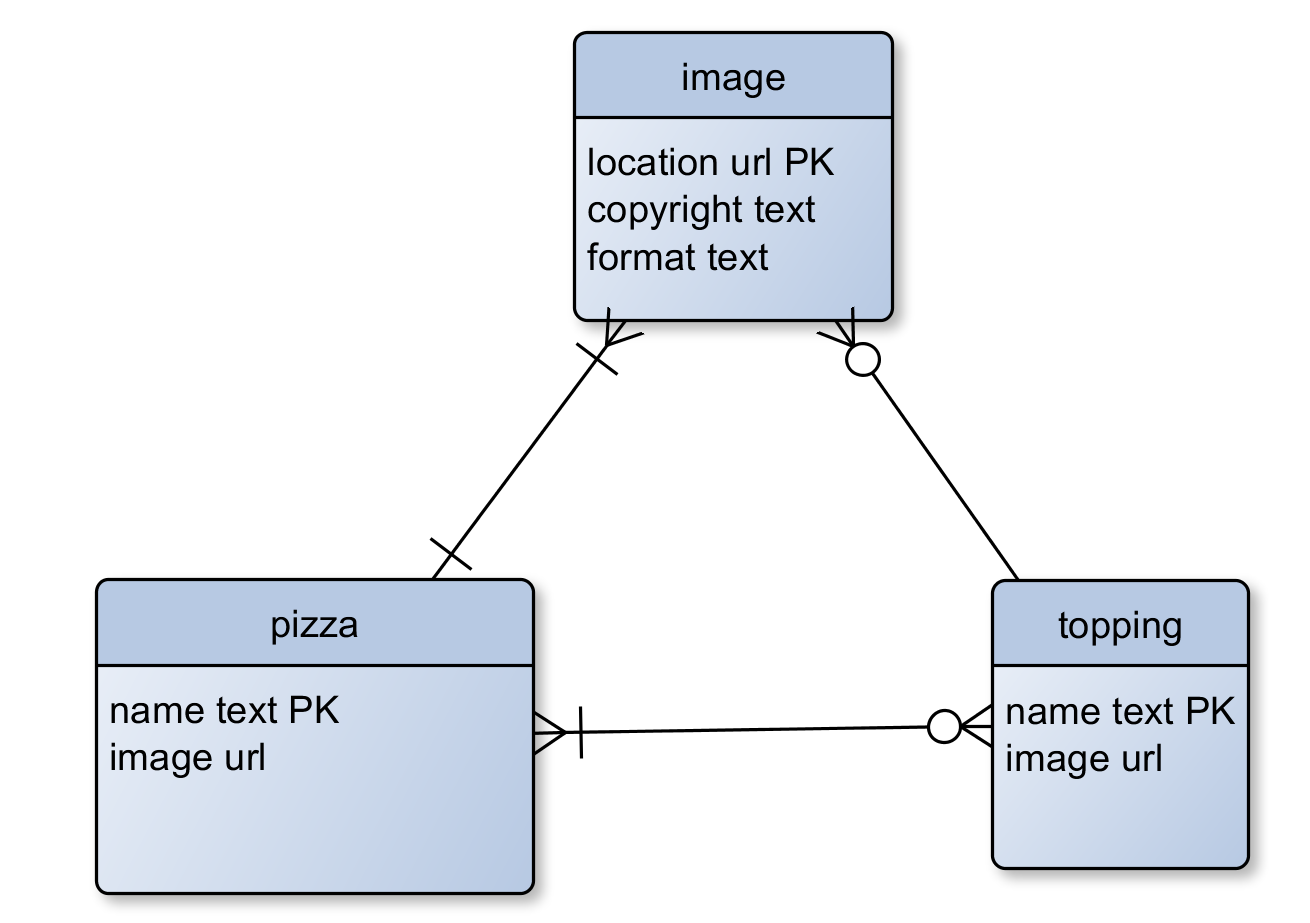 image
location url PK
copyright text
format text
pizza
name text PK
image url
topping
name text PK
image url